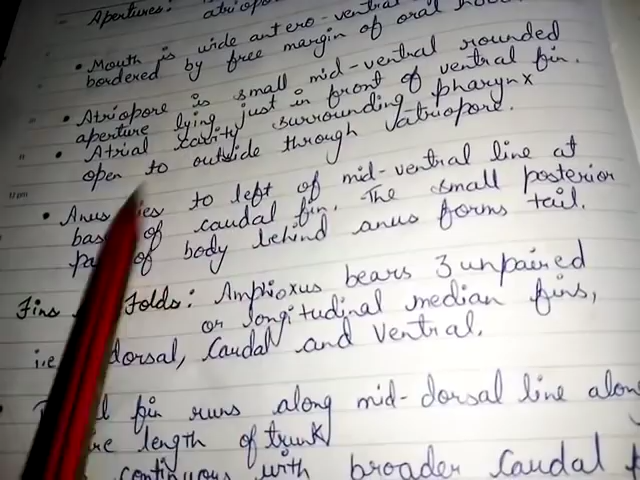 Apertures: atriopo
• Mouth is wide antero-ventral
bordered by free margin of oral hood.
• Atriopore is small mid-ventral rounded
aperture lying just in front of ventral fin.
• Atrial cavity surrounding pharynx
open to outside through atriopore.
• Anus lies to left of mid-ventral line at
base of caudal fin. The small posterior
part of body behind anus forms tail.
Fins Folds: Amphioxus bears 3 unpaired
or longitudinal median fins,
i.e dorsal, Caudal and Ventral.
fin runs along mid-dorsal line along
length of trunk
continuous with broader Caudal